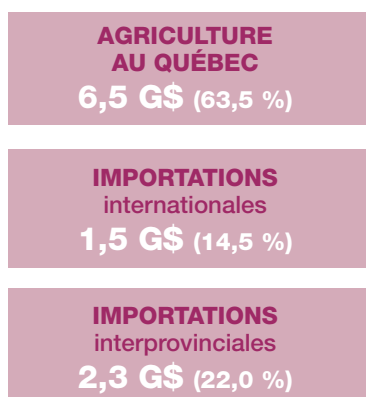 AGRICULTURE
AU QUÉBEC
6,5 G$ (63,5 %)
IMPORTATIONS
internationales
1,5 G$ (14,5 %)
IMPORTATIONS
interprovinciales
2,3 G$ (22,0 %)